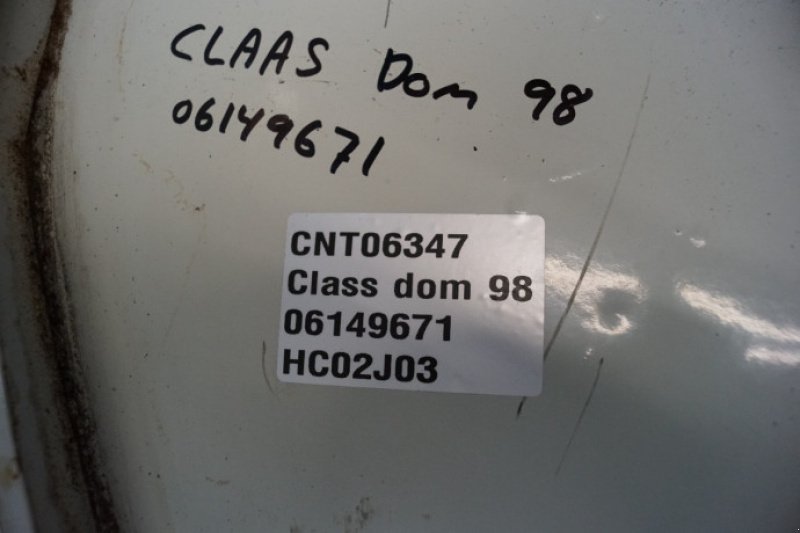 CLAAS Dom 98
06149671
CNT06347
Class dom 98
06149671
HC02J03